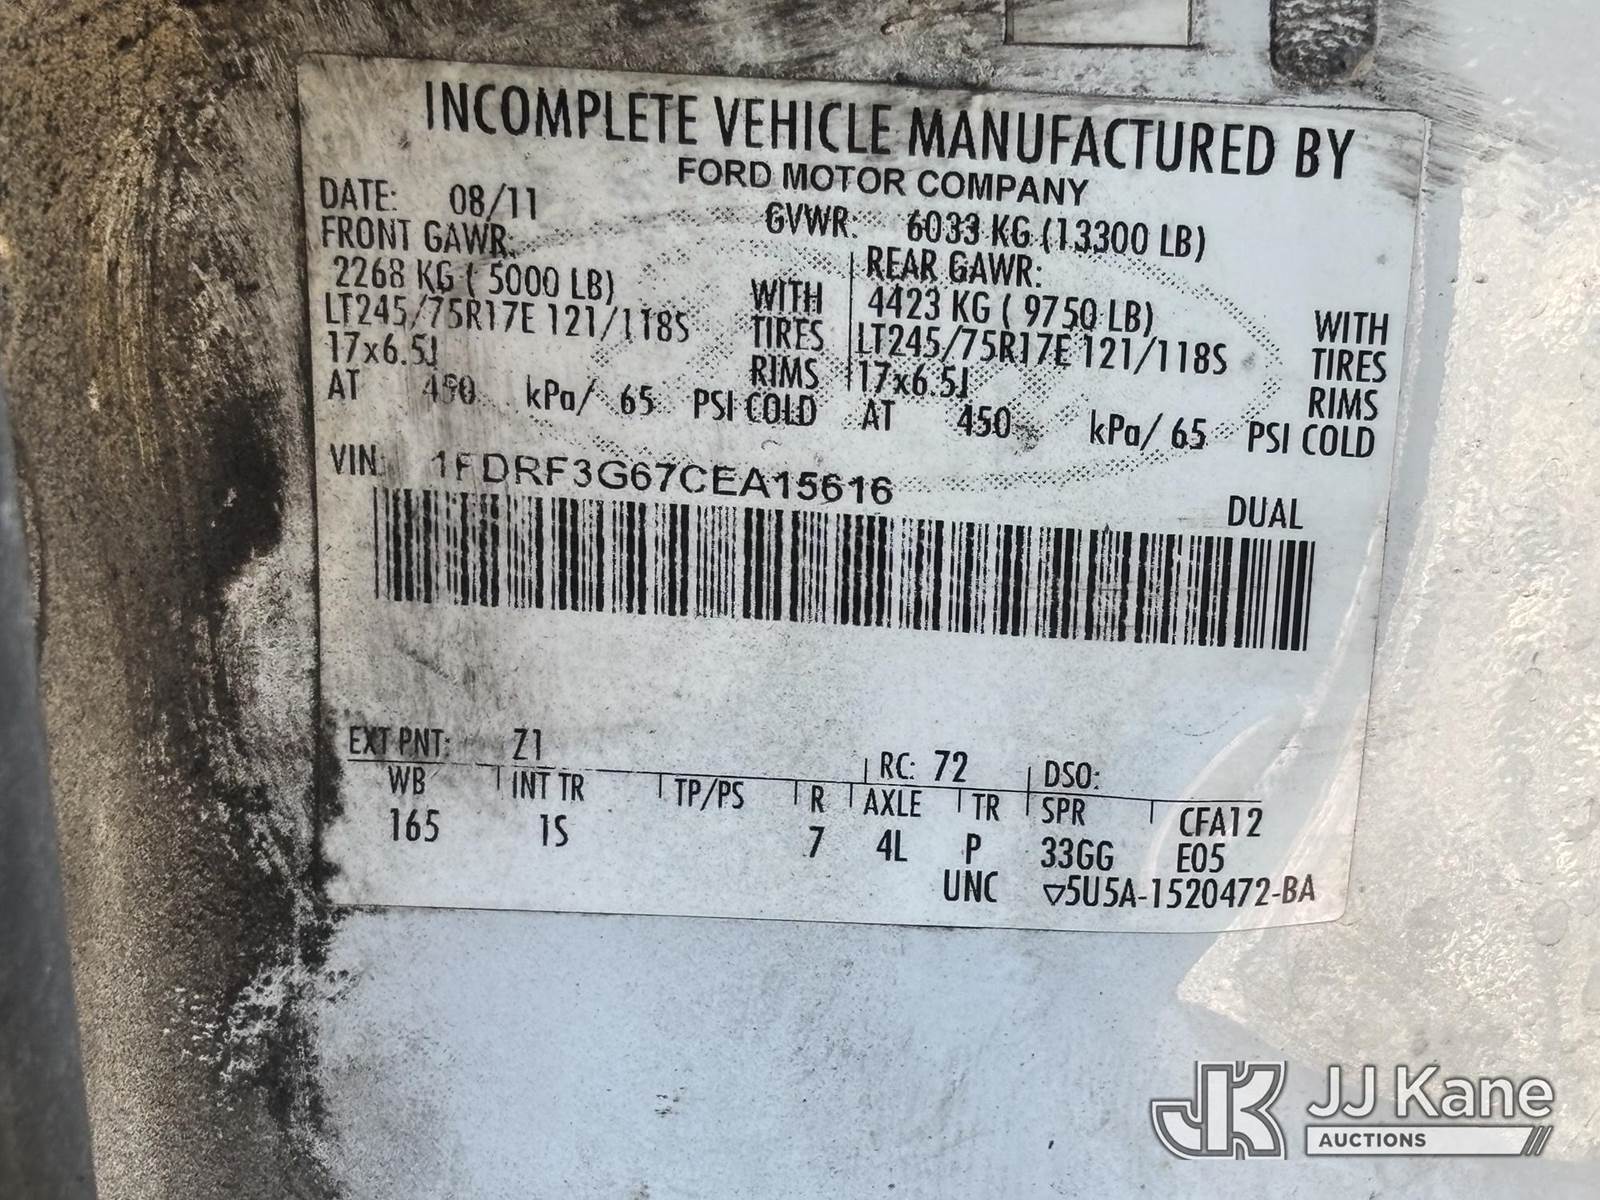 INCOMPLETE VEHICLE MANUFACTURED BY
FORD MOTOR COMPANY
DATE: 08/11 GVWR: 6033 KG (13300 LB)
FRONT GAWR: REAR GAWR:
2268 KG ( 5000 LB) WITH 4423 KG ( 9750 LB) WITH
LT245/75R17E 121/118S TIRES LT245/75R17E 121/118S TIRES
17x6.5J RIMS 17x6.5J RIMS
AT 450 kPa/ 65 PSI COLD AT 450 kPa/ 65 PSI COLD
VIN: 1FDRF3G67CEA15616
DUAL
EXT PNT: Z1 RC: 72 DSO:
WB INT TR TP/PS R AXLE TR SPR CFA12
165 1S 7 4L P 33GG E05
UNC ▽5U5A-1520472-BA
JK JJ Kane
AUCTIONS